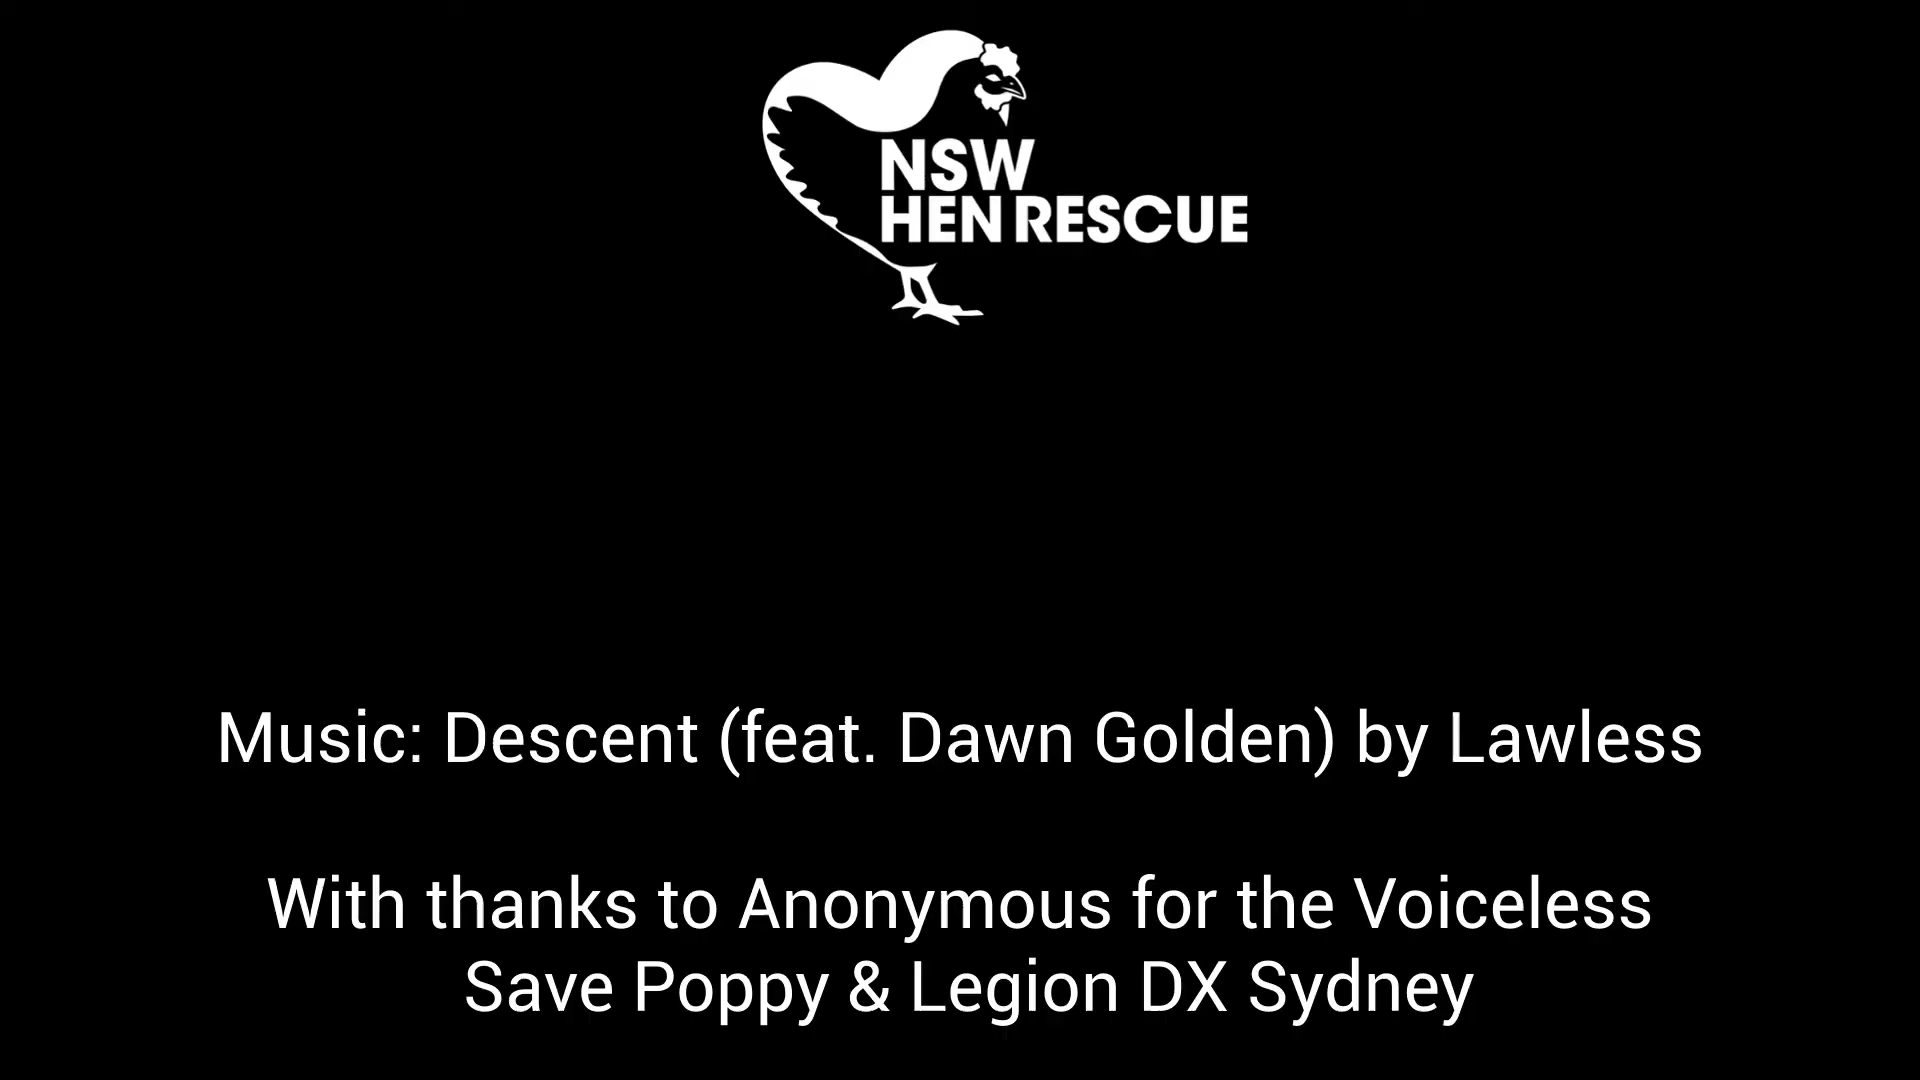 NSW
HEN RESCUE
Music: Descent (feat. Dawn Golden) by Lawless
With thanks to Anonymous for the Voiceless
Save Poppy & Legion DX Sydney